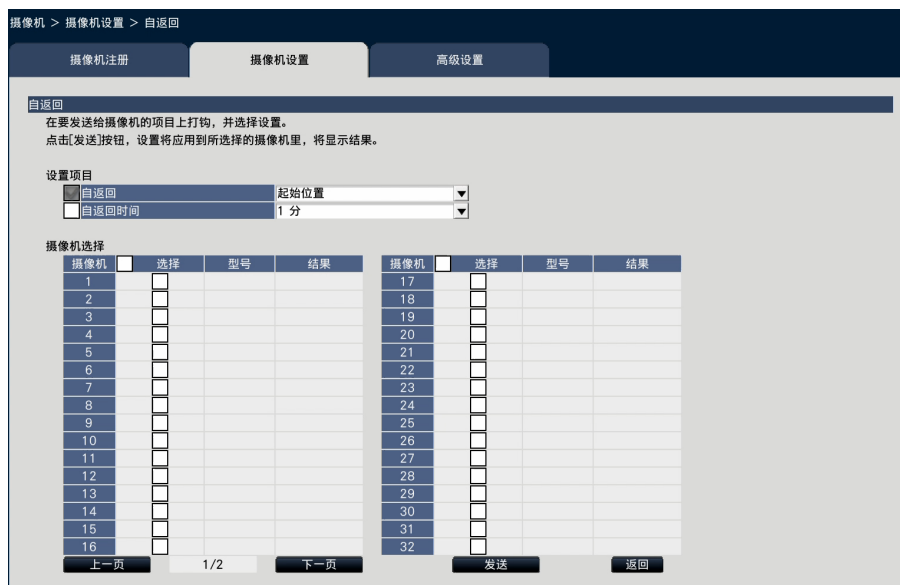 摄像机 > 摄像机设置 > 自返回
摄像机注册 摄像机设置 高级设置
自返回
在要发送给摄像机的项目上打钩，并选择设置。
点击[发送]按钮，设置将应用到所选择的摄像机里，将显示结果。
设置项目
自返回 起始位置
自返回时间 1 分
摄像机选择
摄像机 选择 型号 结果 摄像机 选择 型号 结果
1 17
2 18
3 19
4 20
5 21
6 22
7 23
8 24
9 25
10 26
11 27
12 28
13 29
14 30
15 31
16 32
上一页 1/2 下一页 发送 返回